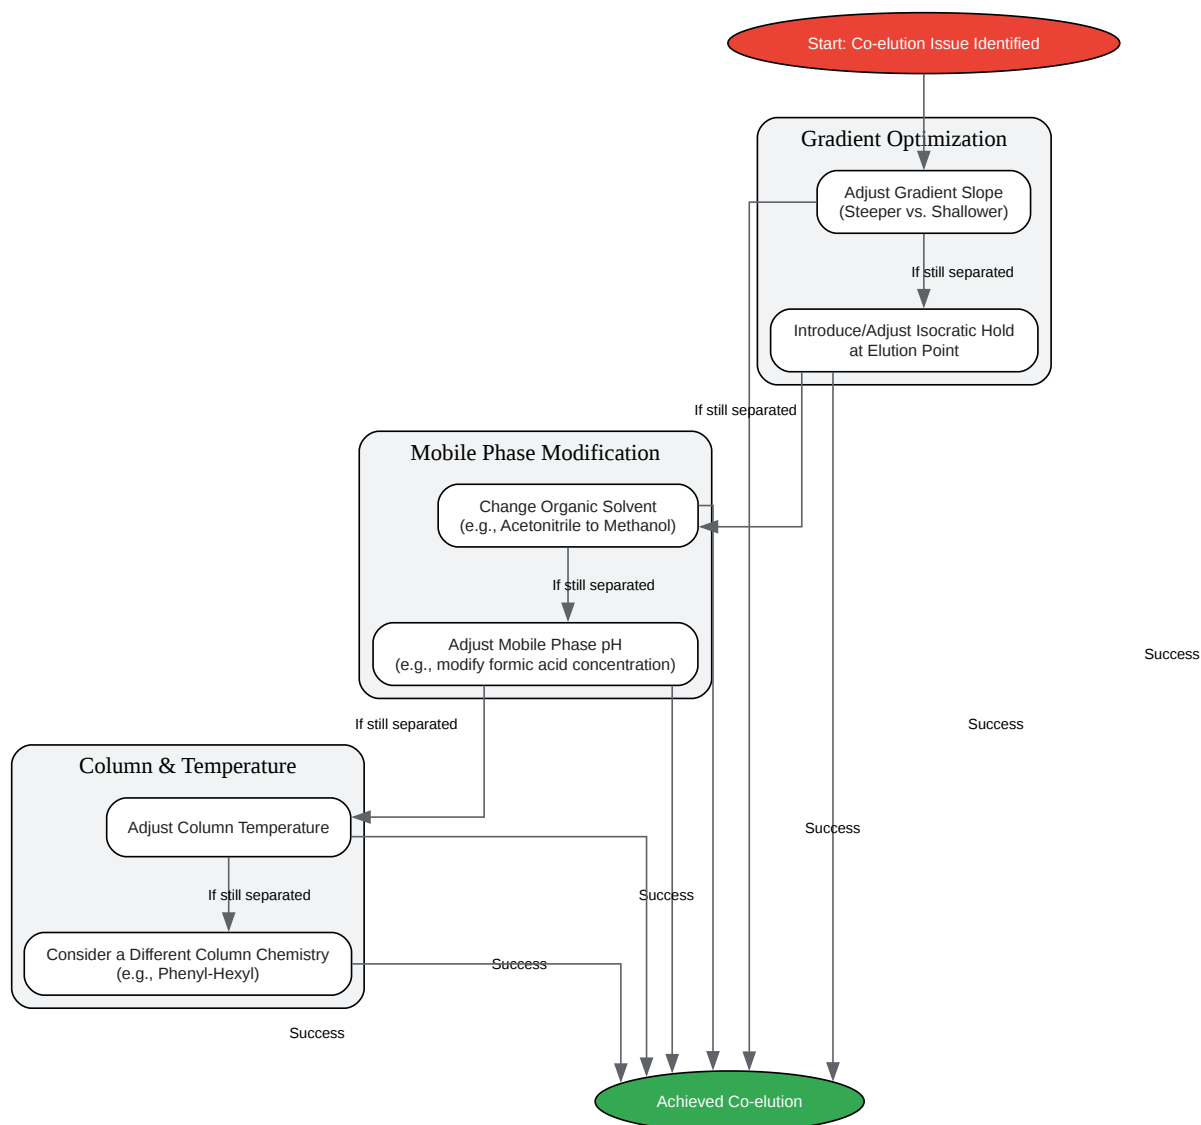 Start: Co-elution Issue Identified
Gradient Optimization
Adjust Gradient Slope
(Steeper vs. Shallower)
If still separated
Introduce/Adjust Isocratic Hold
at Elution Point
If still separated
Mobile Phase Modification
Change Organic Solvent
(e.g., Acetonitrile to Methanol)
If still separated
Adjust Mobile Phase pH
(e.g., modify formic acid concentration)
Success
If still separated
Success
Column & Temperature
Adjust Column Temperature
Success
If still separated
Success
Consider a Different Column Chemistry
(e.g., Phenyl-Hexyl)
Success
Success
Achieved Co-elution